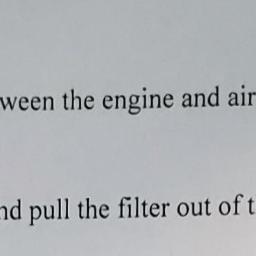 ween the engine and air
nd pull the filter out of t